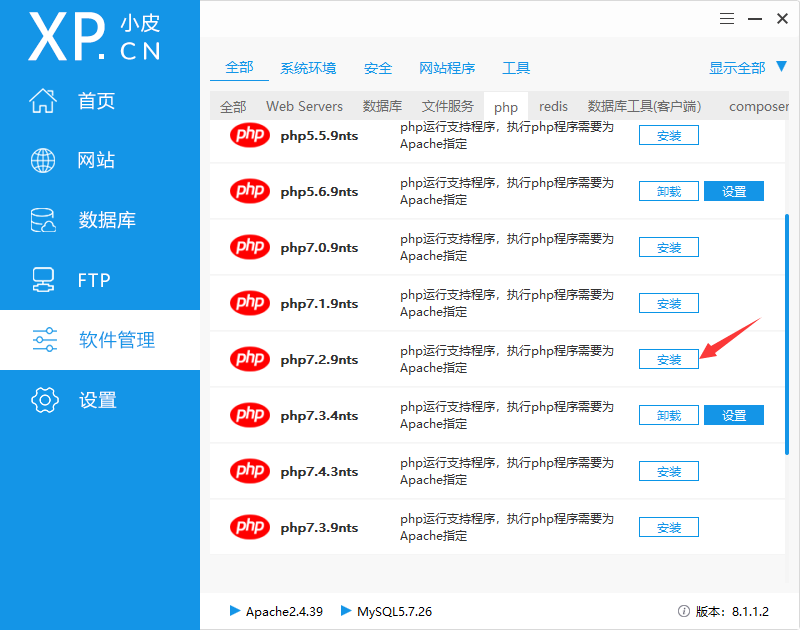 XP.CN 小皮
首页
网站
数据库
FTP
软件管理
设置
全部 系统环境 安全 网站程序 工具 显示全部
全部 Web Servers 数据库 文件服务 php redis 数据库工具(客户端) composer
php php5.5.9nts php运行支持程序，执行php程序需要为 安装
Apache指定
php php5.6.9nts php运行支持程序，执行php程序需要为 卸载 设置
Apache指定
php php7.0.9nts php运行支持程序，执行php程序需要为 安装
Apache指定
php php7.1.9nts php运行支持程序，执行php程序需要为 安装
Apache指定
php php7.2.9nts php运行支持程序，执行php程序需要为 安装
Apache指定
php php7.3.4nts php运行支持程序，执行php程序需要为 卸载 设置
Apache指定
php php7.4.3nts php运行支持程序，执行php程序需要为 安装
Apache指定
php php7.3.9nts php运行支持程序，执行php程序需要为 安装
Apache指定
Apache2.4.39 MySQL5.7.26 版本：8.1.1.2